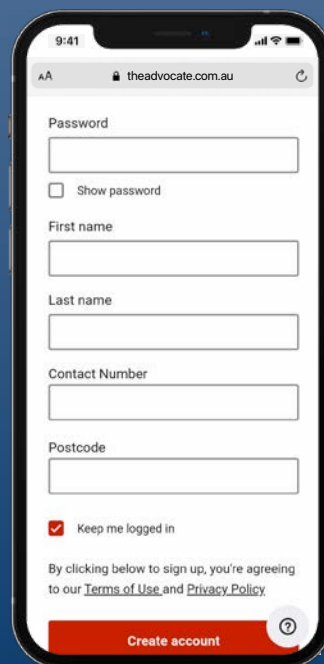 9:41
AA theadvocate.com.au
Password
Show password
First name
Last name
Contact Number
Postcode
Keep me logged in
By clicking below to sign up, you're agreeing
to our Terms of Use and Privacy Policy
Create account
?